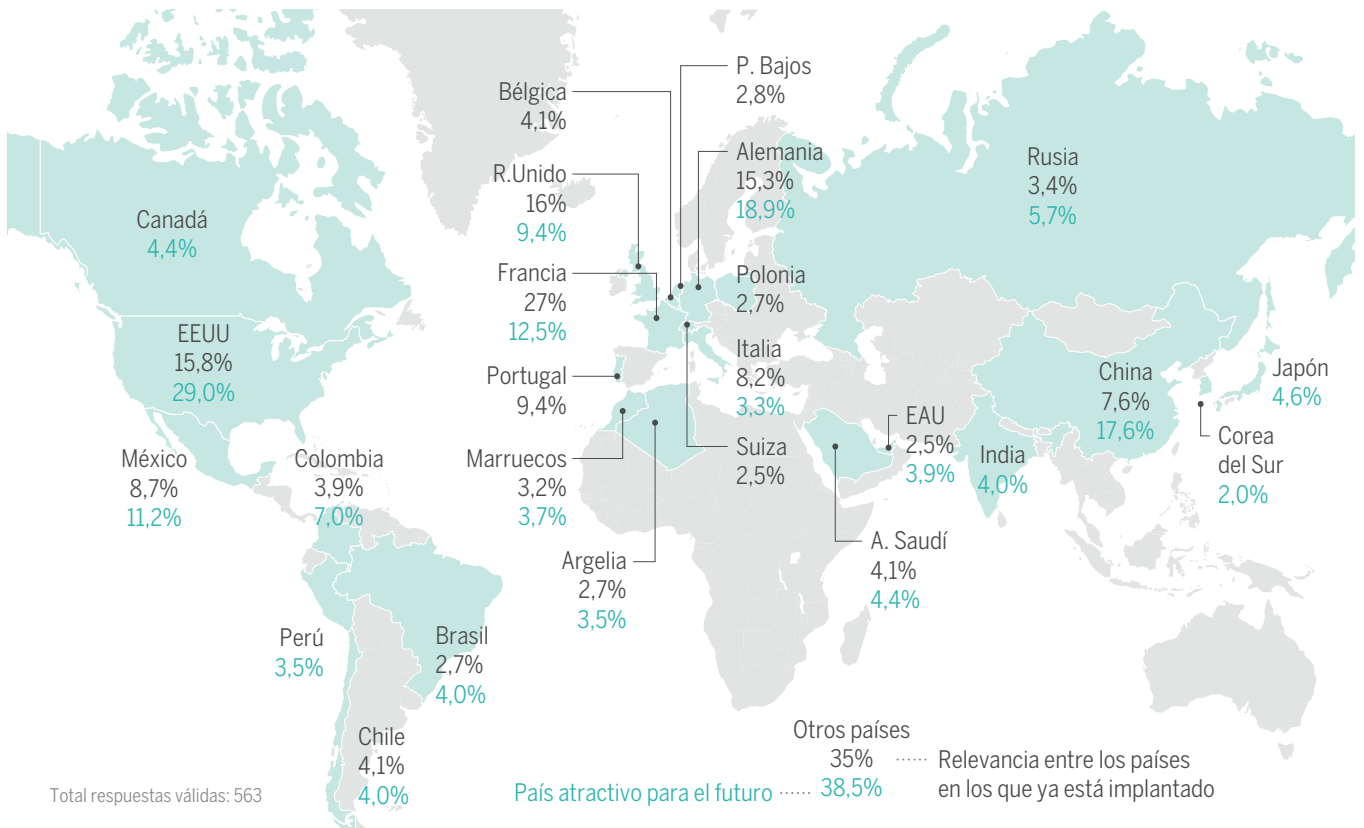 P. Bajos
2,8%
Bélgica
4,1%
Alemania
15,3%
18,9%
R.Unido
16%
9,4%
Rusia
3,4%
5,7%
Canadá
4,4%
Francia
27%
12,5%
Polonia
2,7%
EEUU
15,8%
29,0%
Italia
8,2%
3,3%
Portugal
9,4%
China
7,6%
17,6%
Japón
4,6%
EAU
2,5%
3,9%
Corea
del Sur
2,0%
México
8,7%
11,2%
Colombia
3,9%
7,0%
Marruecos
3,2%
3,7%
Suiza
2,5%
India
4,0%
A. Saudí
4,1%
4,4%
Argelia
2,7%
3,5%
Perú
3,5%
Brasil
2,7%
4,0%
Chile
4,1%
4,0%
Otros países
35% ...... Relevancia entre los países
en los que ya está implantado
País atractivo para el futuro ...... 38,5%
Total respuestas válidas: 563